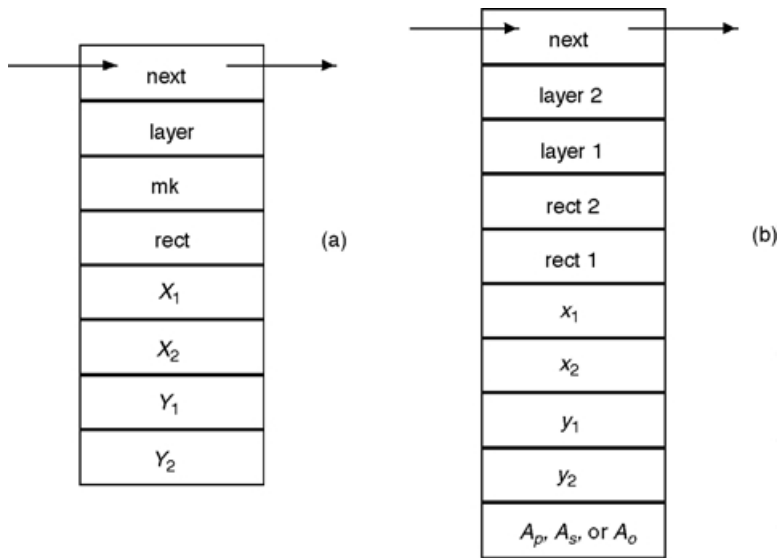 next
layer
mk
rect
X₁
X₂
Y₁
Y₂
(a)
next
layer 2
layer 1
rect 2
rect 1
x₁
x₂
y₁
y₂
Aₚ, Aₛ, or Aₒ
(b)